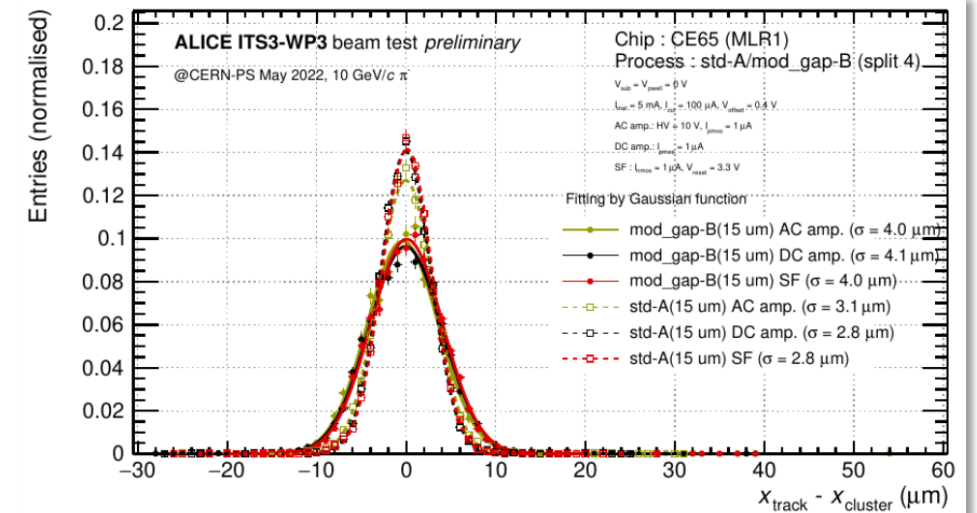 ALICE ITS3-WP3 beam test preliminary
@CERN-PS May 2022, 10 GeV/c π⁻
Chip : CE65 (MLR1)
Process : std-A/mod_gap-B (split 4)
V_sub = V_pwell = 0 V
= 5 mA, = 100 μA, V_offset = 0.4 V
AC amp.: HV = 10 V, I_pmos = 1 μA
DC amp.: I_pmos = 1 μA
SF : I_nmos = 1 μA, V_reset = 3.3 V
Fitting by Gaussian function
mod_gap-B(15 um) AC amp. (σ = 4.0 μm)
mod_gap-B(15 um) DC amp. (σ = 4.1 μm)
mod_gap-B(15 um) SF (σ = 4.0 μm)
std-A(15 um) AC amp. (σ = 3.1 μm)
std-A(15 um) DC amp. (σ = 2.8 μm)
std-A(15 um) SF (σ = 2.8 μm)
Entries (normalised)
0.2
0.18
0.16
0.14
0.12
0.1
0.08
0.06
0.04
0.02
0
−30 −20 −10 0 10 20 30 40 50 60
x_track - x_cluster (μm)